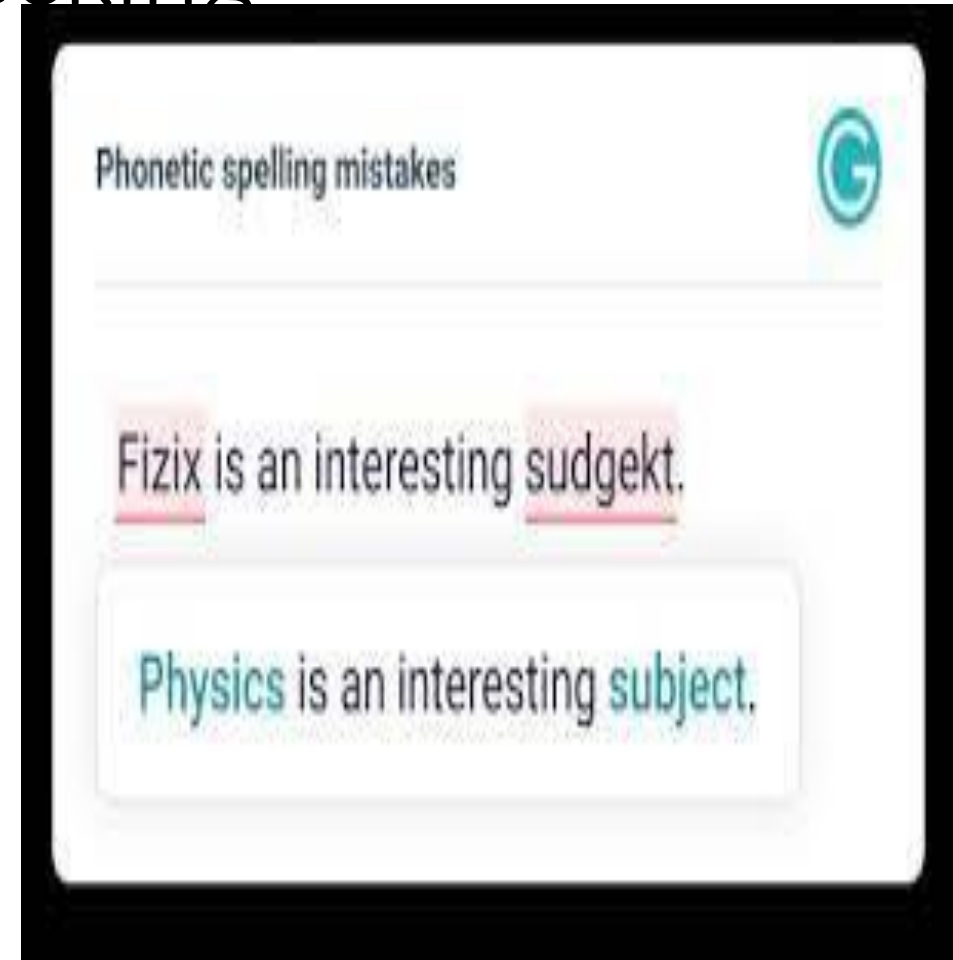 Phonetic spelling mistakes
Fizix is an interesting sudgekt.
Physics is an interesting subject.